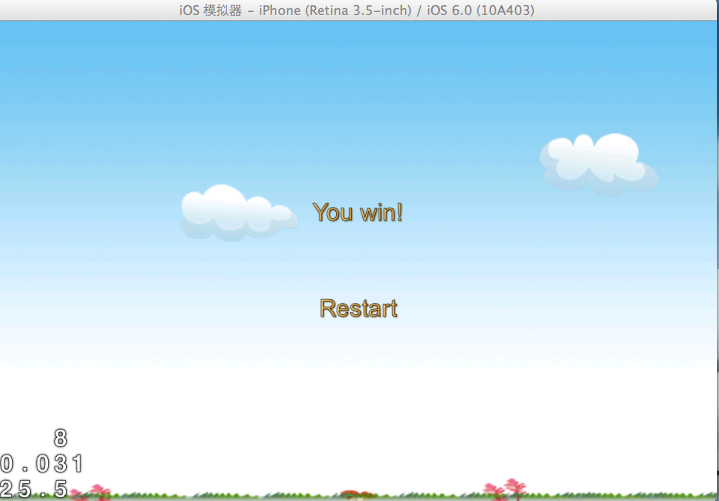 iOS 模拟器 – iPhone (Retina 3.5-inch) / iOS 6.0 (10A403)
You win!
Restart
8
0.031
25.5